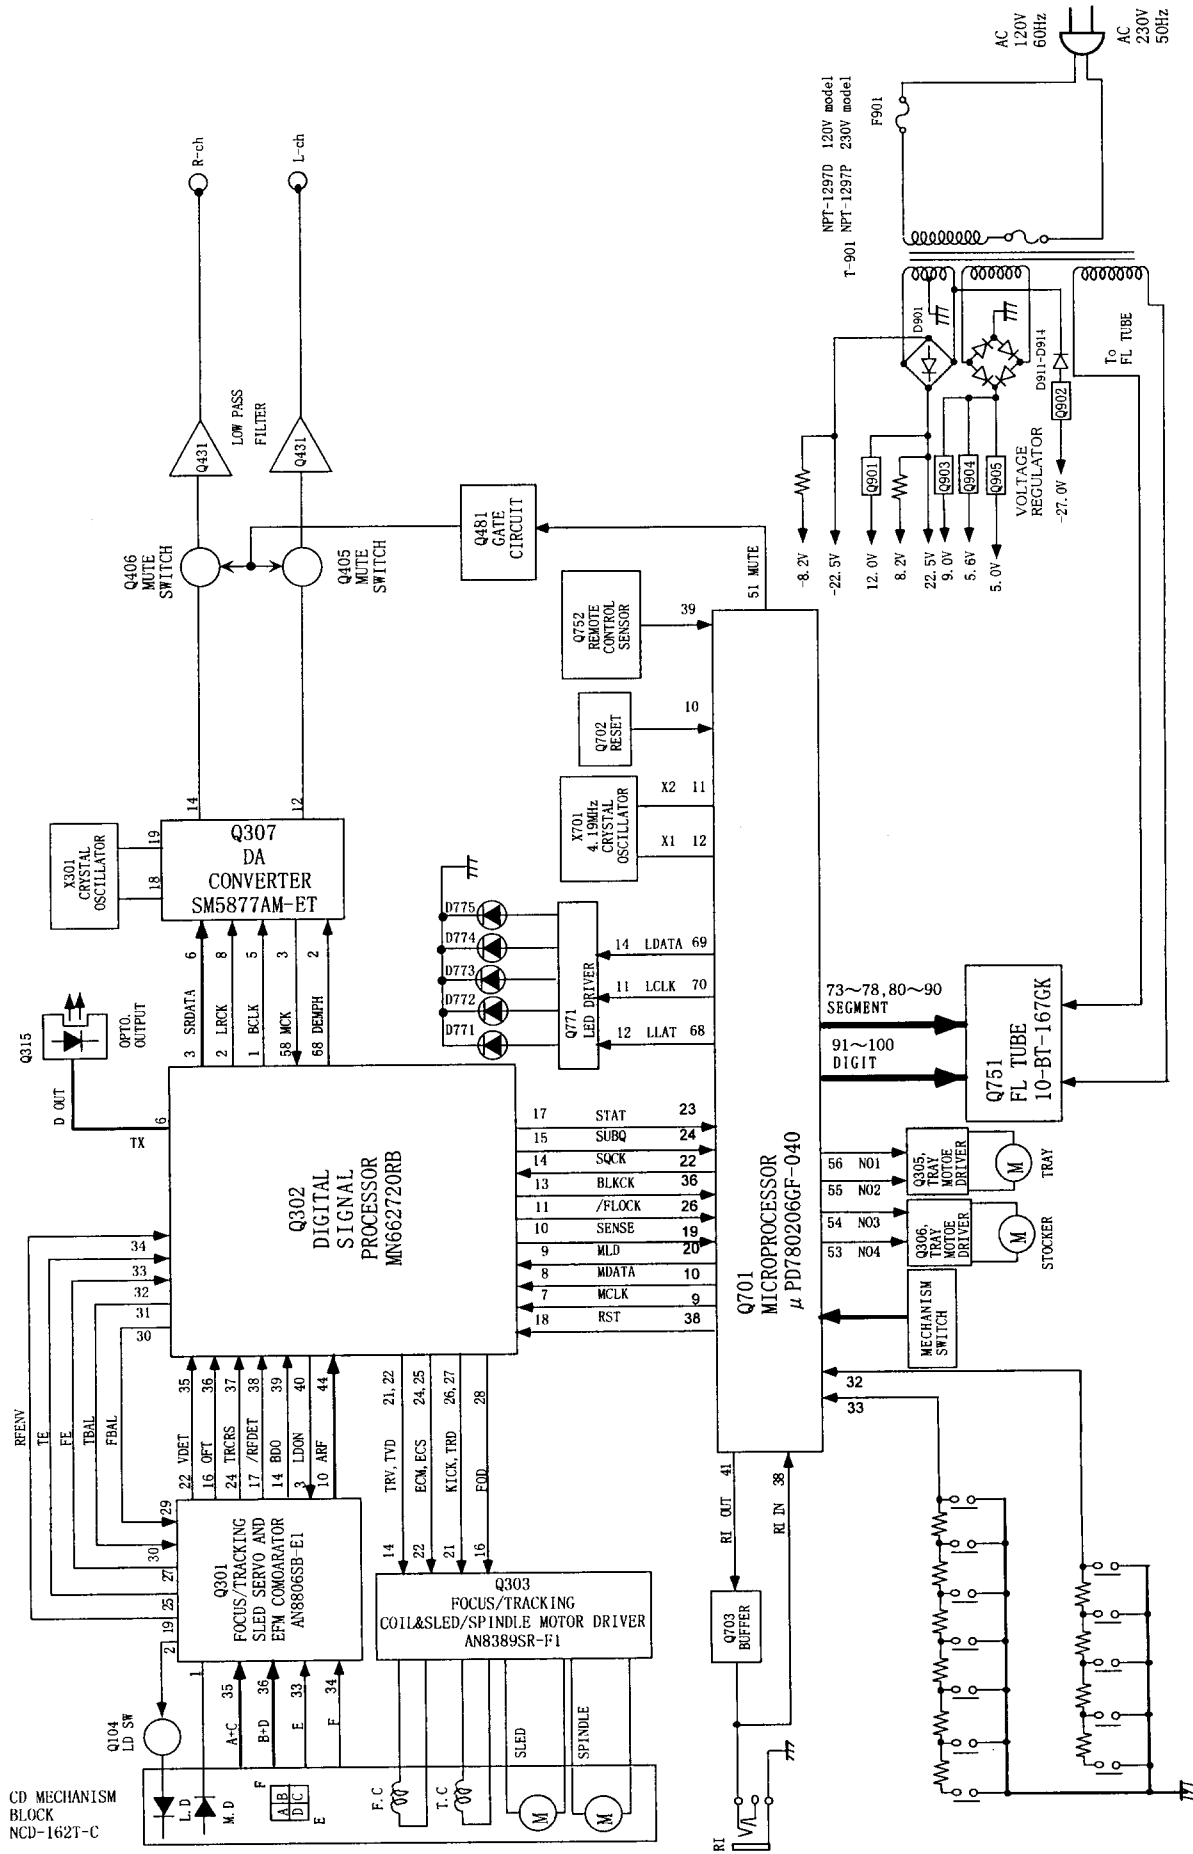 AC
120V
60Hz
AC
230V
50Hz
F901
NPT-1297D 120V model
T-901 NPT-1297P 230V model
D901
D911-D914
To
FL TUBE
-8.2V
-22.5V
12.0V
8.2V
22.5V
9.0V
5.6V
5.0V
-27.0V
Q901
Q903
Q904
Q905
Q902
VOLTAGE
REGULATOR
R-ch
L-ch
Q431
LOW PASS
FILTER
Q431
Q406
MUTE
SWITCH
Q405
MUTE
SWITCH
Q481
GATE
CIRCUIT
51 MUTE
Q752
REMOTE
CONTROL
SENSOR
39
Q702
RESET
10
X701
4.19MHz
CRYSTAL
OSCILLATOR
X2 11
X1 12
X301
CRYSTAL
OSCILLATOR
18
19
14
12
Q307
DA
CONVERTER
SM5877AM-ET
3 SRDATA 6
2 LRCK 8
1 BCLK 5
58 MCK 3
68 DEMPH 2
Q315
OPTO.
OUTPUT
D OUT
TX
6
D775
D774
D773
D772
D771
Q771
LED DRIVER
14 LDATA 69
11 LCLK 70
12 LLAT 68
Q302
DIGITAL
SIGNAL
PROCESSOR
MN662720RB
17 STAT 23
15 SUBQ 24
14 SQCK 22
13 BLKCK 36
11 /FLOCK 26
10 SENSE 19
9 MLD 20
8 MDATA 10
7 MCLK 9
18 RST 38
Q701
MICROPROCESSOR
μPD780206GF-040
73～78,80～90
SEGMENT
91～100
DIGIT
Q751
FL TUBE
10-BT-167GK
56 NO1
55 NO2
54 NO3
53 NO4
Q305,
TRAY
MOTOE
DRIVER
M
TRAY
Q306,
TRAY
MOTOE
DRIVER
M
STOCKER
MECHANISM
SWITCH
32
33
34
33
32
31
30
RFENV
TE
FE
TBAL
FBAL
22 VDET 35
16 OFT 36
24 TRCRS 37
17 /RFDET 38
14 BDO 39
3 LDON 40
10 ARF 44
29
30
27
25
19
2
1
Q301
FOCUS/TRACKING
SLED SERVO AND
EFM COMOARATOR
AN8806SB-E1
14 TRV,TVD 21,22
22 ECM,ECS 24,25
21 KICK,TRD 26,27
16 FOD 28
Q303
FOCUS/TRACKING
COIL&SLED/SPINDLE MOTOR DRIVER
AN8389SR-F1
RI OUT 41
RI IN 38
Q703
BUFFER
RI
Q104
LD SW
A+C 35
B+D 36
E 33
F 34
CD MECHANISM
BLOCK
NCD-162T-C
L.D
M.D
F
A B
D C
E
F.C
T.C
SLED
M
SPINDLE
M